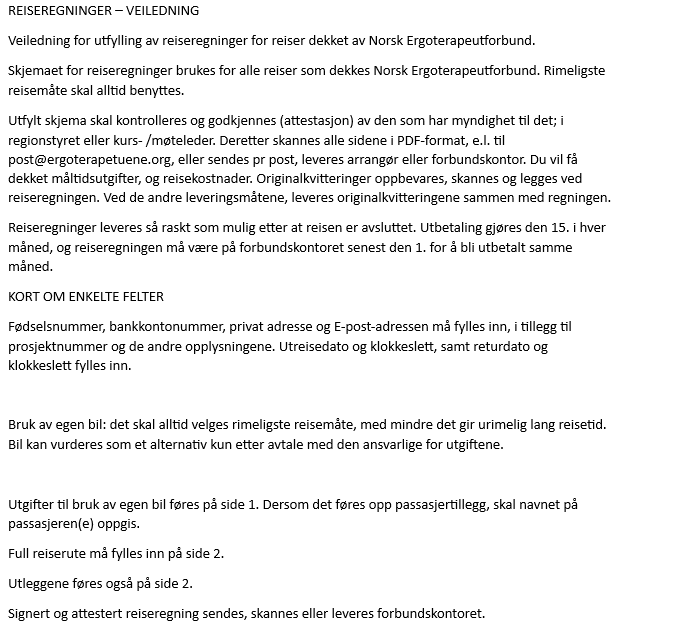 REISEREGNINGER – VEILEDNING
Veiledning for utfylling av reiseregninger for reiser dekket av Norsk Ergoterapeutforbund.
Skjemaet for reiseregninger brukes for alle reiser som dekkes Norsk Ergoterapeutforbund. Rimeligste
reisemåte skal alltid benyttes.
Utfylt skjema skal kontrolleres og godkjennes (attestasjon) av den som har myndighet til det; i
regionstyret eller kurs- /møteleder. Deretter skannes alle sidene i PDF-format, e.l. til
post@ergoterapetuene.org, eller sendes pr post, leveres arrangør eller forbundskontor. Du vil få
dekket måltidsutgifter, og reisekostnader. Originalkvitteringer oppbevares, skannes og legges ved
reiseregningen. Ved de andre leveringsmåtene, leveres originalkvitteringene sammen med regningen.
Reiseregninger leveres så raskt som mulig etter at reisen er avsluttet. Utbetaling gjøres den 15. i hver
måned, og reiseregningen må være på forbundskontoret senest den 1. for å bli utbetalt samme
måned.
KORT OM ENKELTE FELTER
Fødselsnummer, bankkontonummer, privat adresse og E-post-adressen må fylles inn, i tillegg til
prosjektnummer og de andre opplysningene. Utreisedato og klokkeslett, samt returdato og
klokkeslett fylles inn.
Bruk av egen bil: det skal alltid velges rimeligste reisemåte, med mindre det gir urimelig lang reisetid.
Bil kan vurderes som et alternativ kun etter avtale med den ansvarlige for utgiftene.
Utgifter til bruk av egen bil føres på side 1. Dersom det føres opp passasjertillegg, skal navnet på
passasjeren(e) oppgis.
Full reiserute må fylles inn på side 2.
Utleggene føres også på side 2.
Signert og attestert reiseregning sendes, skannes eller leveres forbundskontoret.